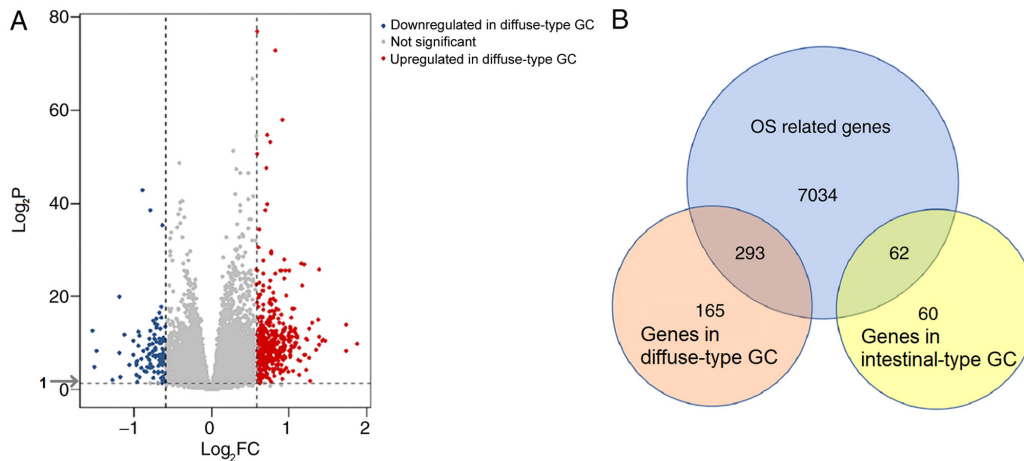 A
80
60
40
20
1
0
Log₂P
−1
0
1
2
Log₂FC
Downregulated in diffuse-type GC
Not significant
Upregulated in diffuse-type GC
B
OS related genes
7034
293
62
165
Genes in
diffuse-type GC
60
Genes in
intestinal-type GC